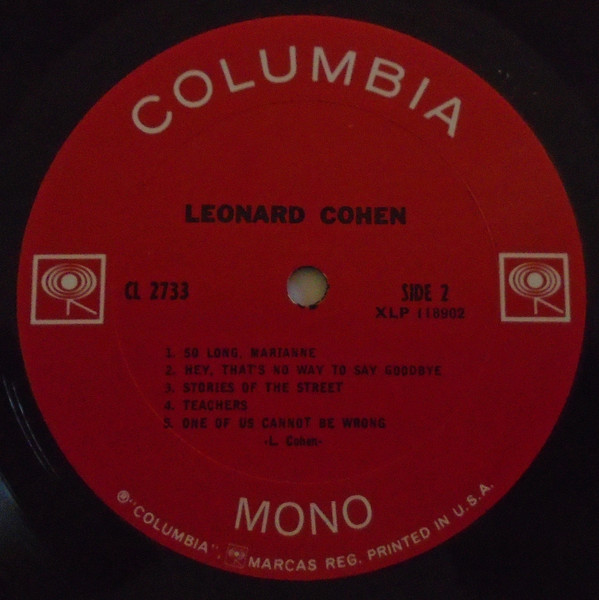 COLUMBIA
LEONARD COHEN
CL 2733
SIDE 2
XLP 118902
1. SO LONG, MARIANNE
2. HEY, THAT'S NO WAY TO SAY GOODBYE
3. STORIES OF THE STREET
4. TEACHERS
5. ONE OF US CANNOT BE WRONG
-L. Cohen-
MONO
®"COLUMBIA", MARCAS REG. PRINTED IN U.S.A.